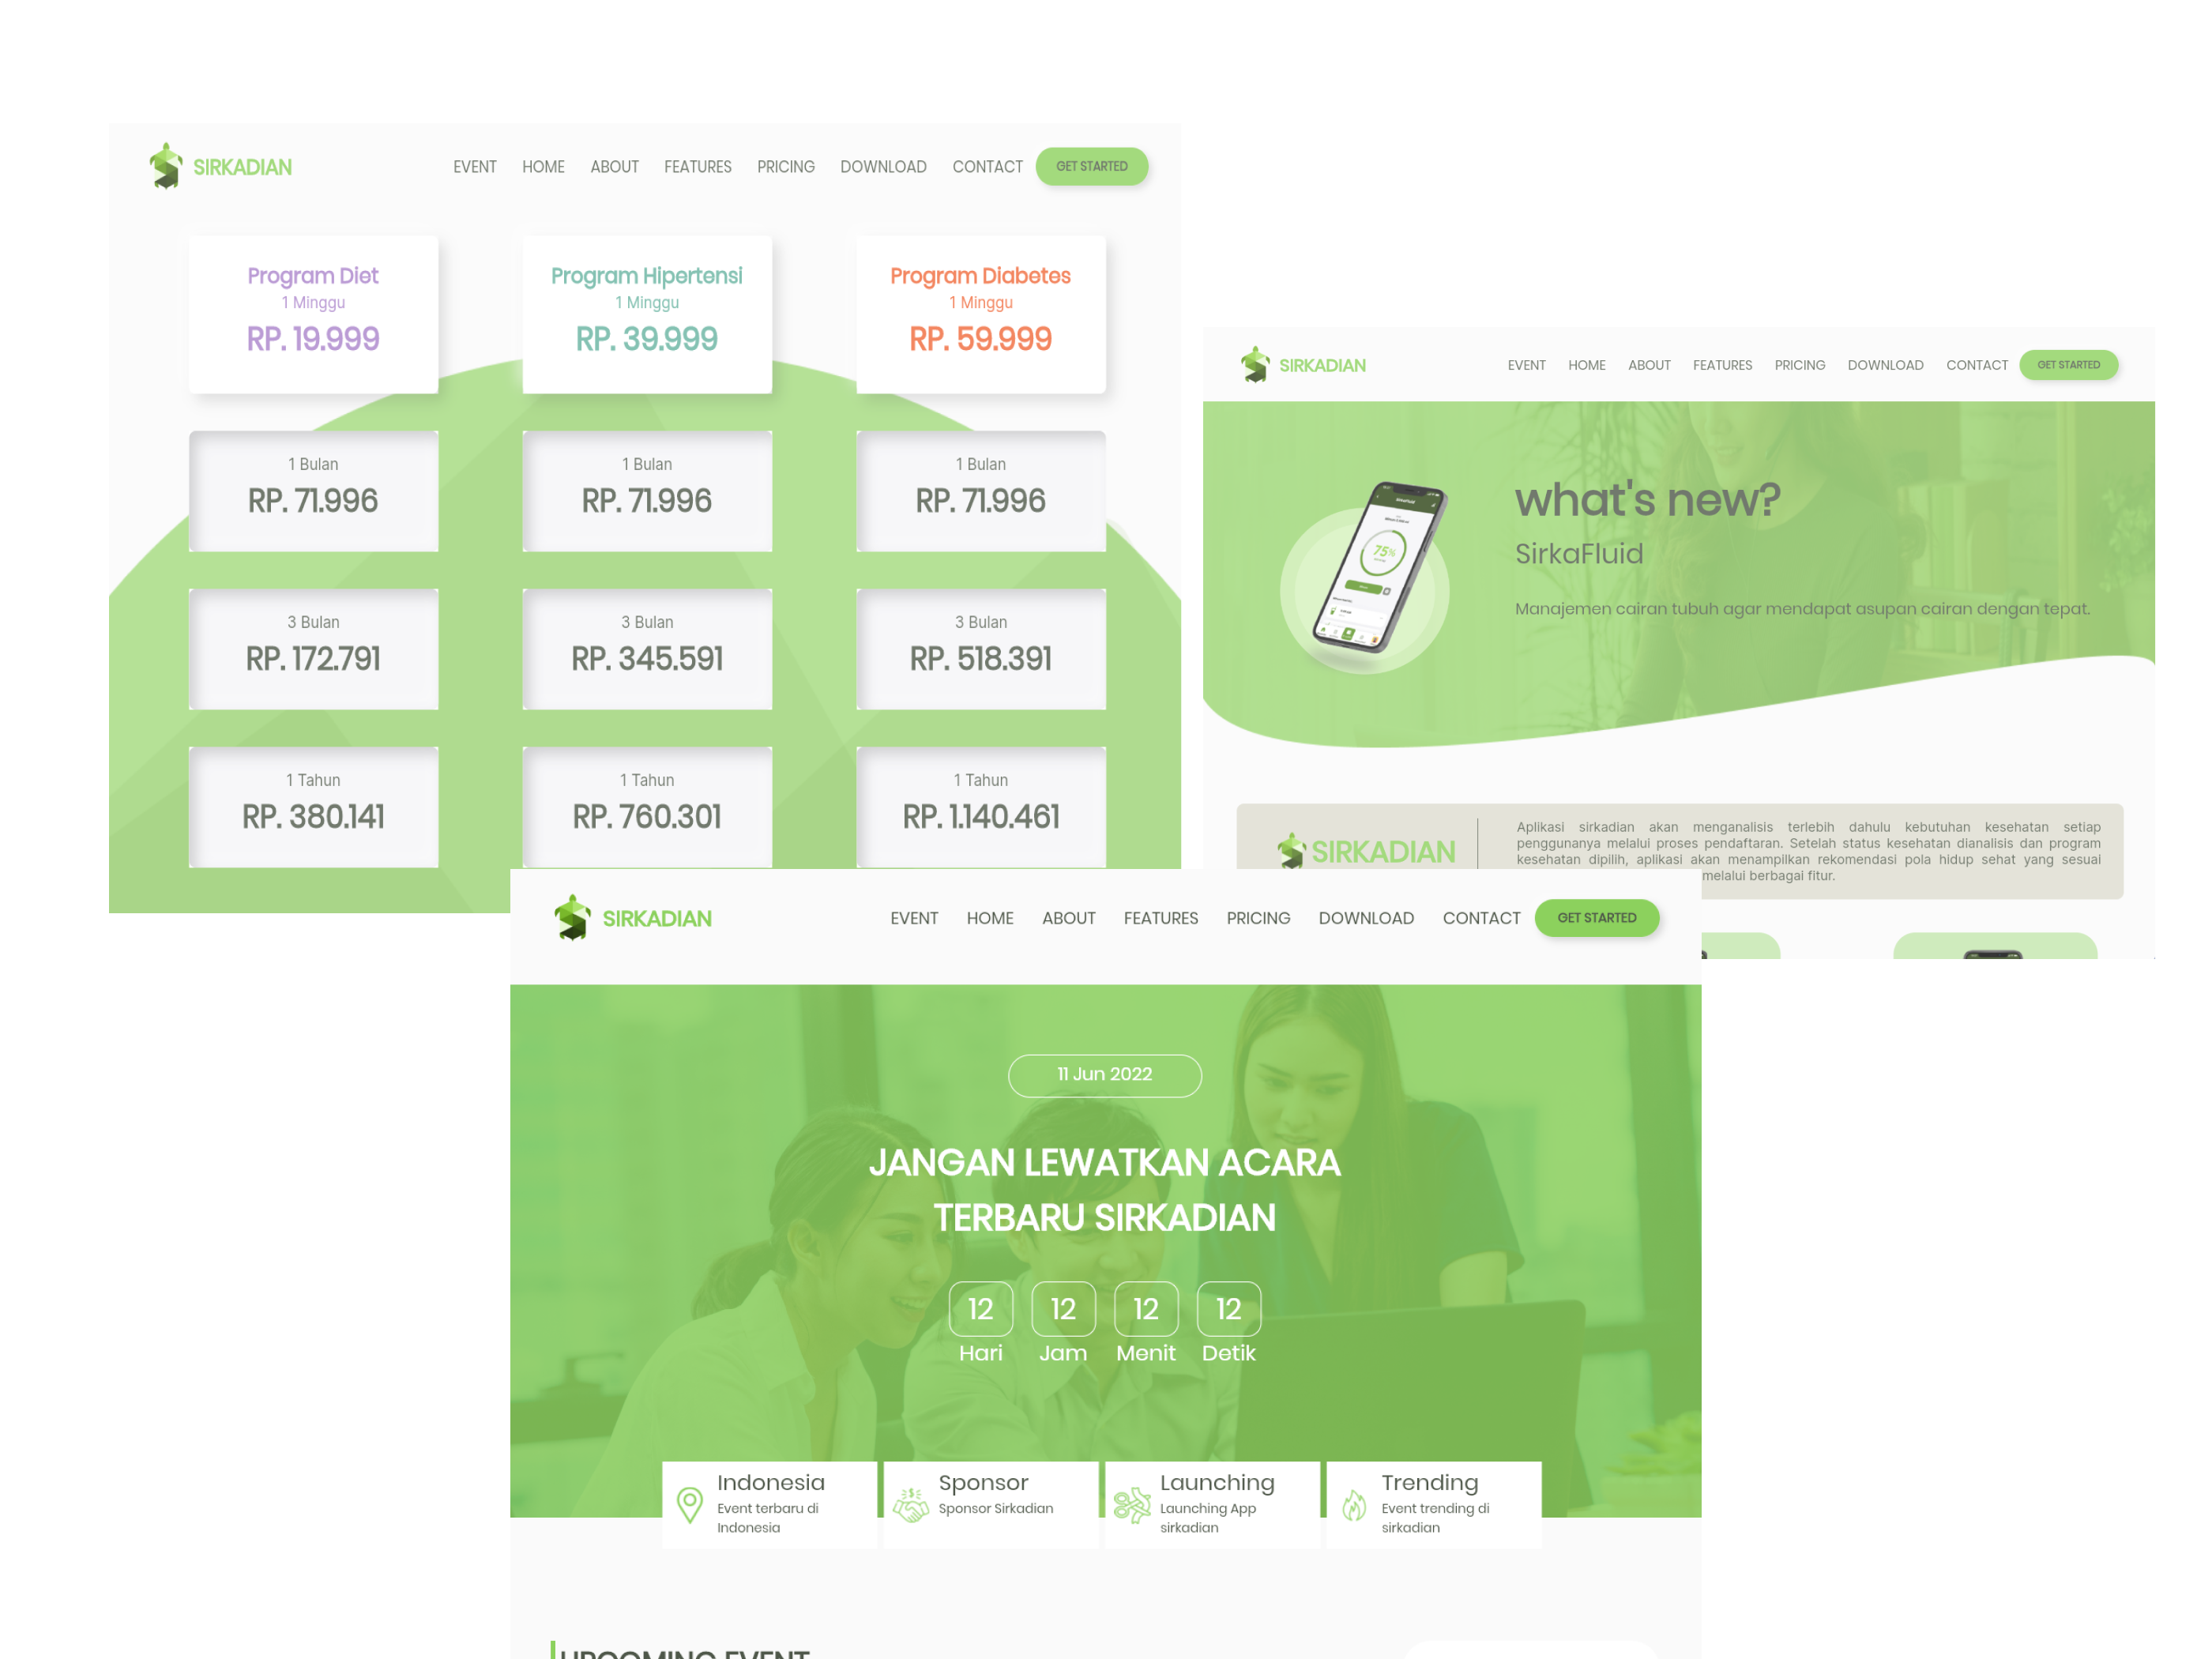 SIRKADIAN
EVENT HOME ABOUT FEATURES PRICING DOWNLOAD CONTACT GET STARTED
Program Diet
1 Minggu
RP. 19.999
Program Hipertensi
1 Minggu
RP. 39.999
Program Diabetes
1 Minggu
RP. 59.999
1 Bulan
RP. 71.996
1 Bulan
RP. 71.996
1 Bulan
RP. 71.996
3 Bulan
RP. 172.791
3 Bulan
RP. 345.591
3 Bulan
RP. 518.391
1 Tahun
RP. 380.141
1 Tahun
RP. 760.301
1 Tahun
RP. 1.140.461
SIRKADIAN
EVENT HOME ABOUT FEATURES PRICING DOWNLOAD CONTACT GET STARTED
75%
what's new?
SirkaFluid
Manajemen cairan tubuh agar mendapat asupan cairan dengan tepat.
SIRKADIAN
Aplikasi sirkadian akan menganalisis terlebih dahulu kebutuhan kesehatan setiap
penggunanya melalui proses pendaftaran. Setelah status kesehatan dianalisis dan program
kesehatan dipilih, aplikasi akan menampilkan rekomendasi pola hidup sehat yang sesuai
melalui berbagai fitur.
SIRKADIAN
EVENT HOME ABOUT FEATURES PRICING DOWNLOAD CONTACT GET STARTED
11 Jun 2022
JANGAN LEWATKAN ACARA
TERBARU SIRKADIAN
12 12 12 12
Hari Jam Menit Detik
Indonesia
Event terbaru di
Indonesia
Sponsor
Sponsor Sirkadian
Launching
Launching App
sirkadian
Trending
Event trending di
sirkadian
UPCOMING EVENT